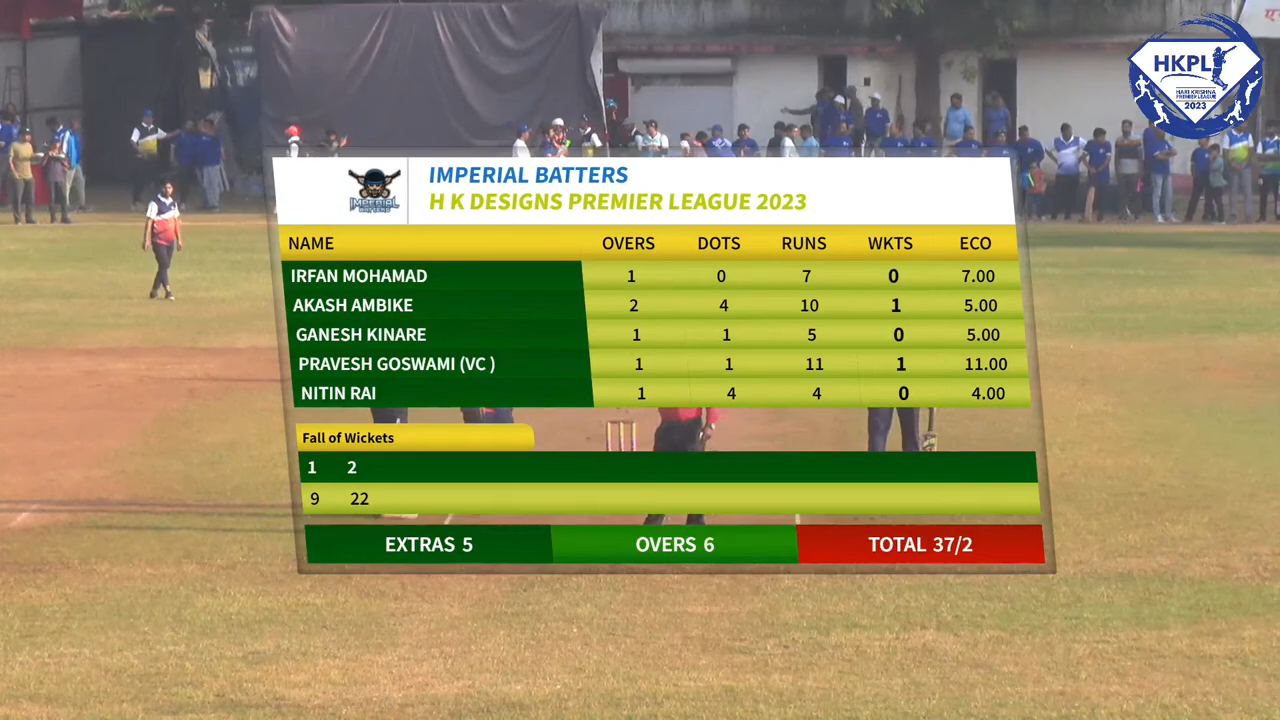 HKPL
HARI KRISHNA
PREMIER LEAGUE
2023
IMPERIAL BATTERS
IMPERIAL
BATTERS
H K DESIGNS PREMIER LEAGUE 2023
NAME OVERS DOTS RUNS WKTS ECO
IRFAN MOHAMAD 1 0 7 0 7.00
AKASH AMBIKE 2 4 10 1 5.00
GANESH KINARE 1 1 5 0 5.00
PRAVESH GOSWAMI (VC ) 1 1 11 1 11.00
NITIN RAI 1 4 4 0 4.00
Fall of Wickets
1 2
9 22
EXTRAS 5 OVERS 6 TOTAL 37/2